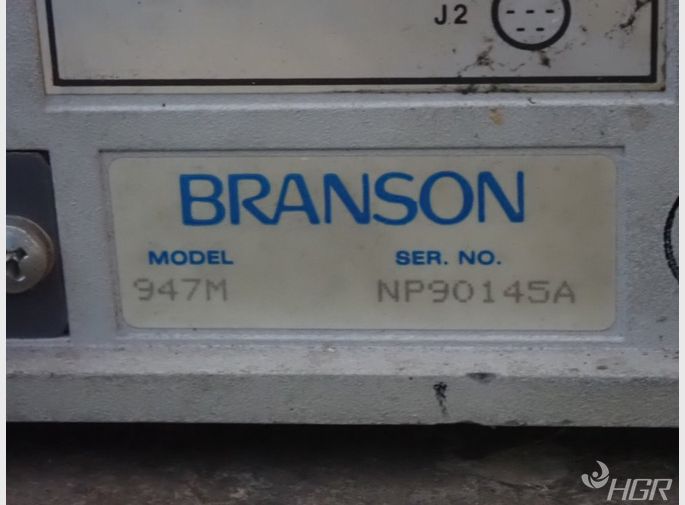 J2
BRANSON
MODEL SER. NO.
947M NP90145A
HGR